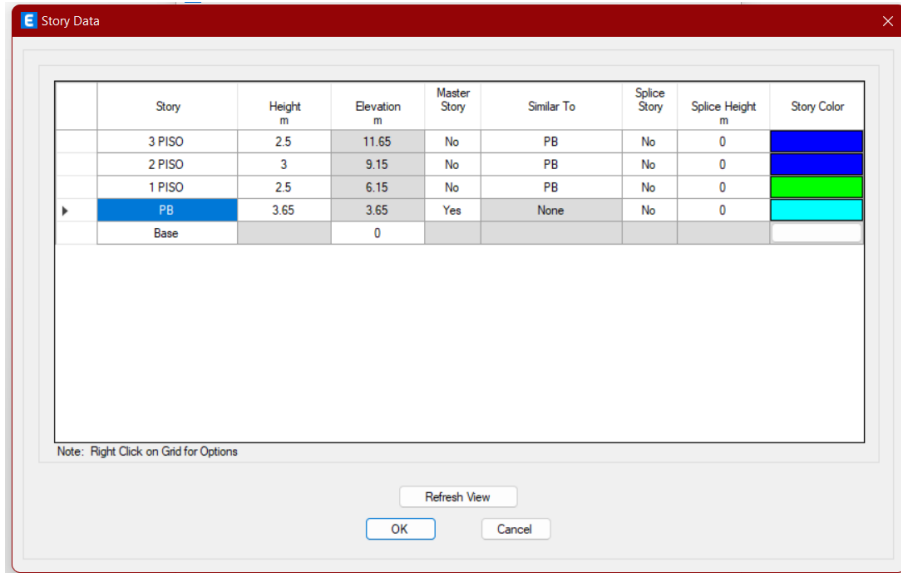 E Story Data
Story Height m Elevation m Master Story Similar To Splice Story Splice Height m Story Color
3 PISO 2.5 11.65 No PB No 0
2 PISO 3 9.15 No PB No 0
1 PISO 2.5 6.15 No PB No 0
PB 3.65 3.65 Yes None No 0
Base 0
Note: Right Click on Grid for Options
Refresh View
OK Cancel